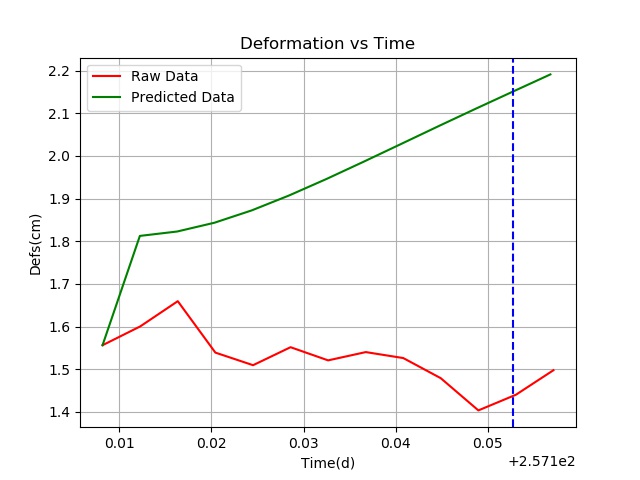 Deformation vs Time
Raw Data
Predicted Data
Defs(cm)
2.2
2.1
2.0
1.9
1.8
1.7
1.6
1.5
1.4
0.01 0.02 0.03 0.04 0.05
Time(d)
+2.571e2